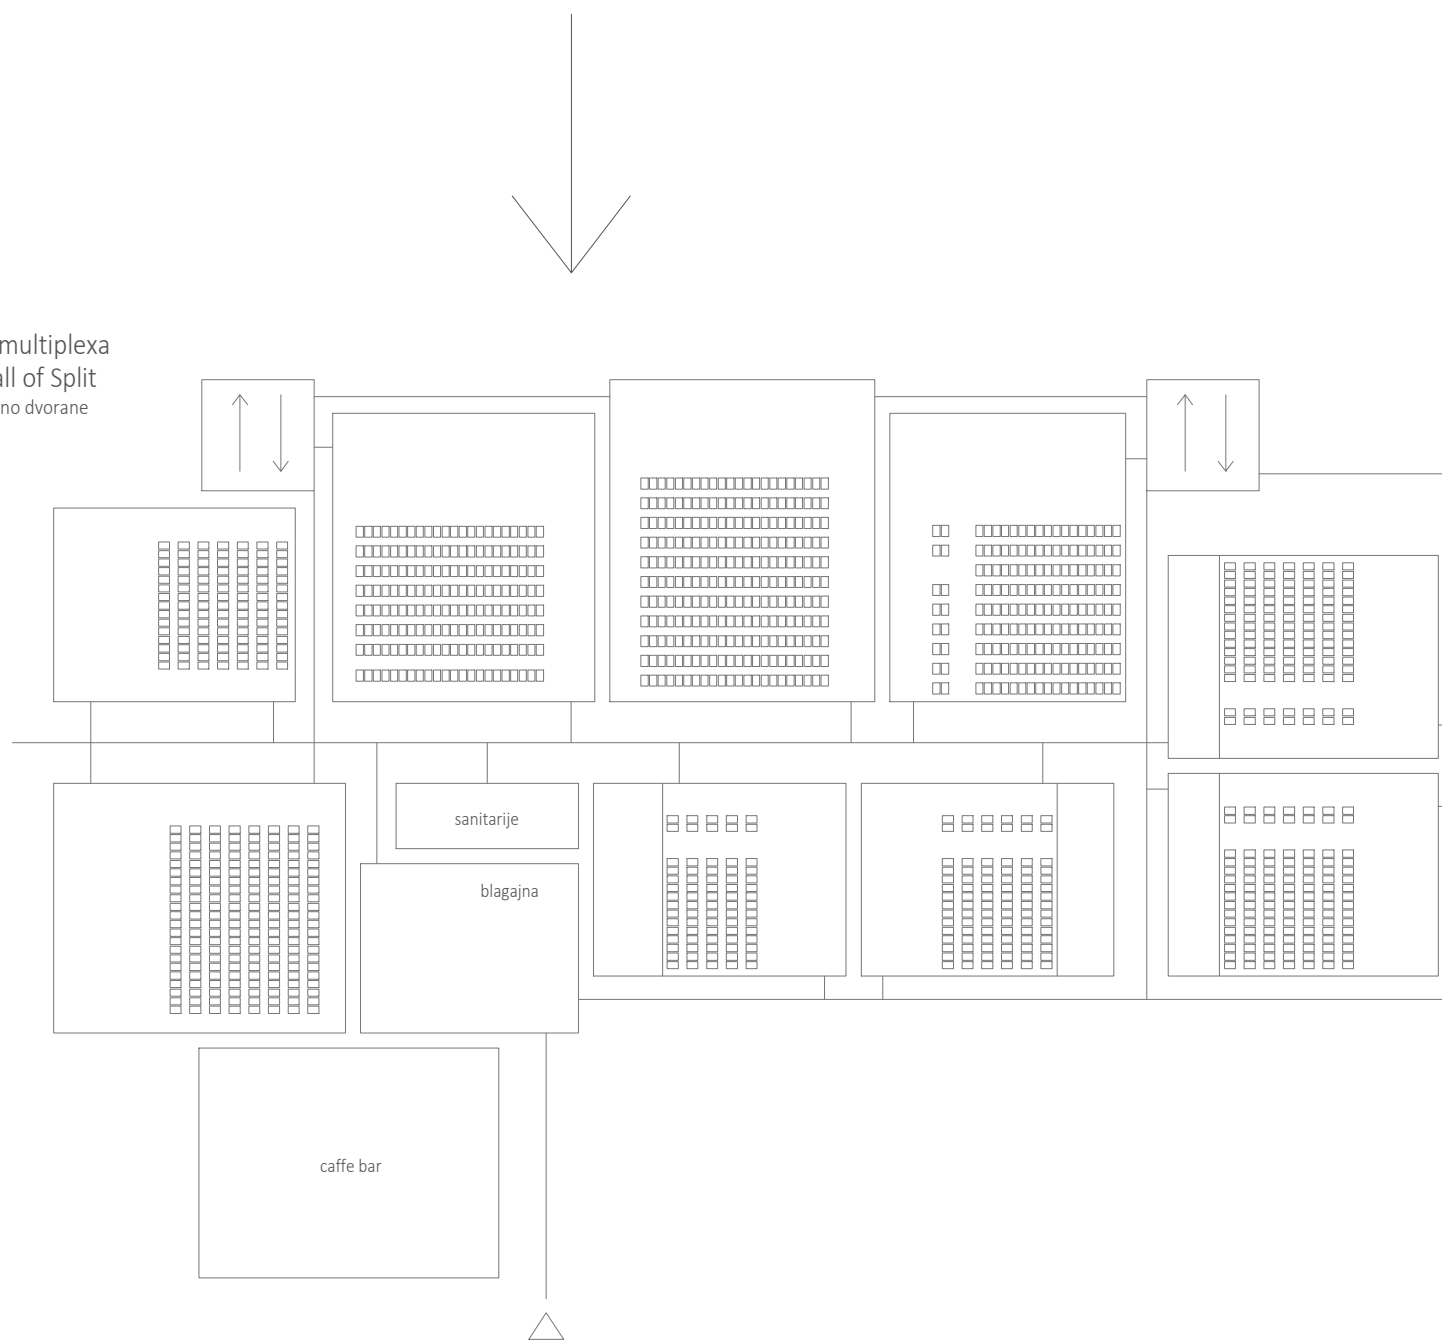 multiplexa
all of Split
no dvorane
sanitarije
blagajna
caffe bar